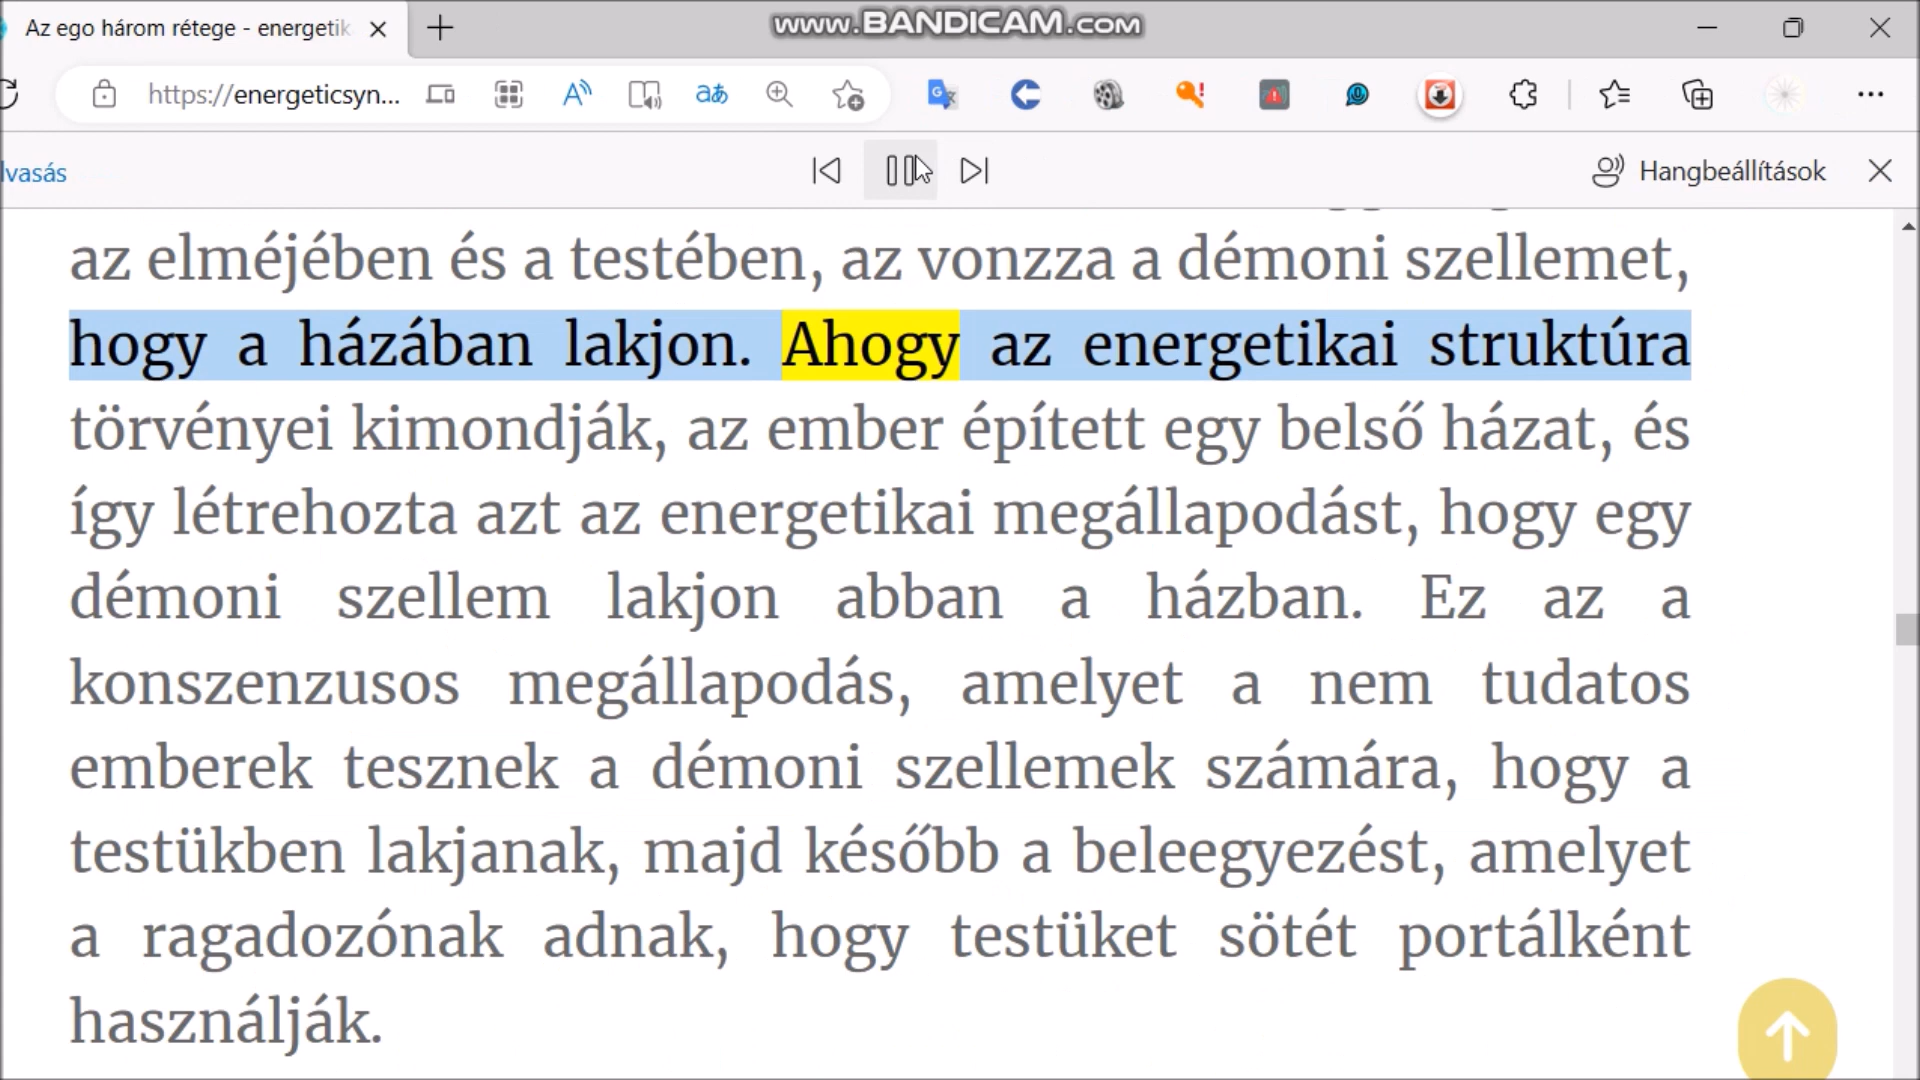 Az ego három rétege - energetik
www.BANDICAM.com
https://energeticsyn...
lvasás
Hangbeállítások
az elméjében és a testében, az vonzza a démoni szellemet,
hogy a házában lakjon. Ahogy az energetikai struktúra
törvényei kimondják, az ember épített egy belső házat, és
így létrehozta azt az energetikai megállapodást, hogy egy
démoni szellem lakjon abban a házban. Ez az a
konszenzusos megállapodás, amelyet a nem tudatos
emberek tesznek a démoni szellemek számára, hogy a
testükben lakjanak, majd később a beleegyezést, amelyet
a ragadozónak adnak, hogy testüket sötét portálként
használják.